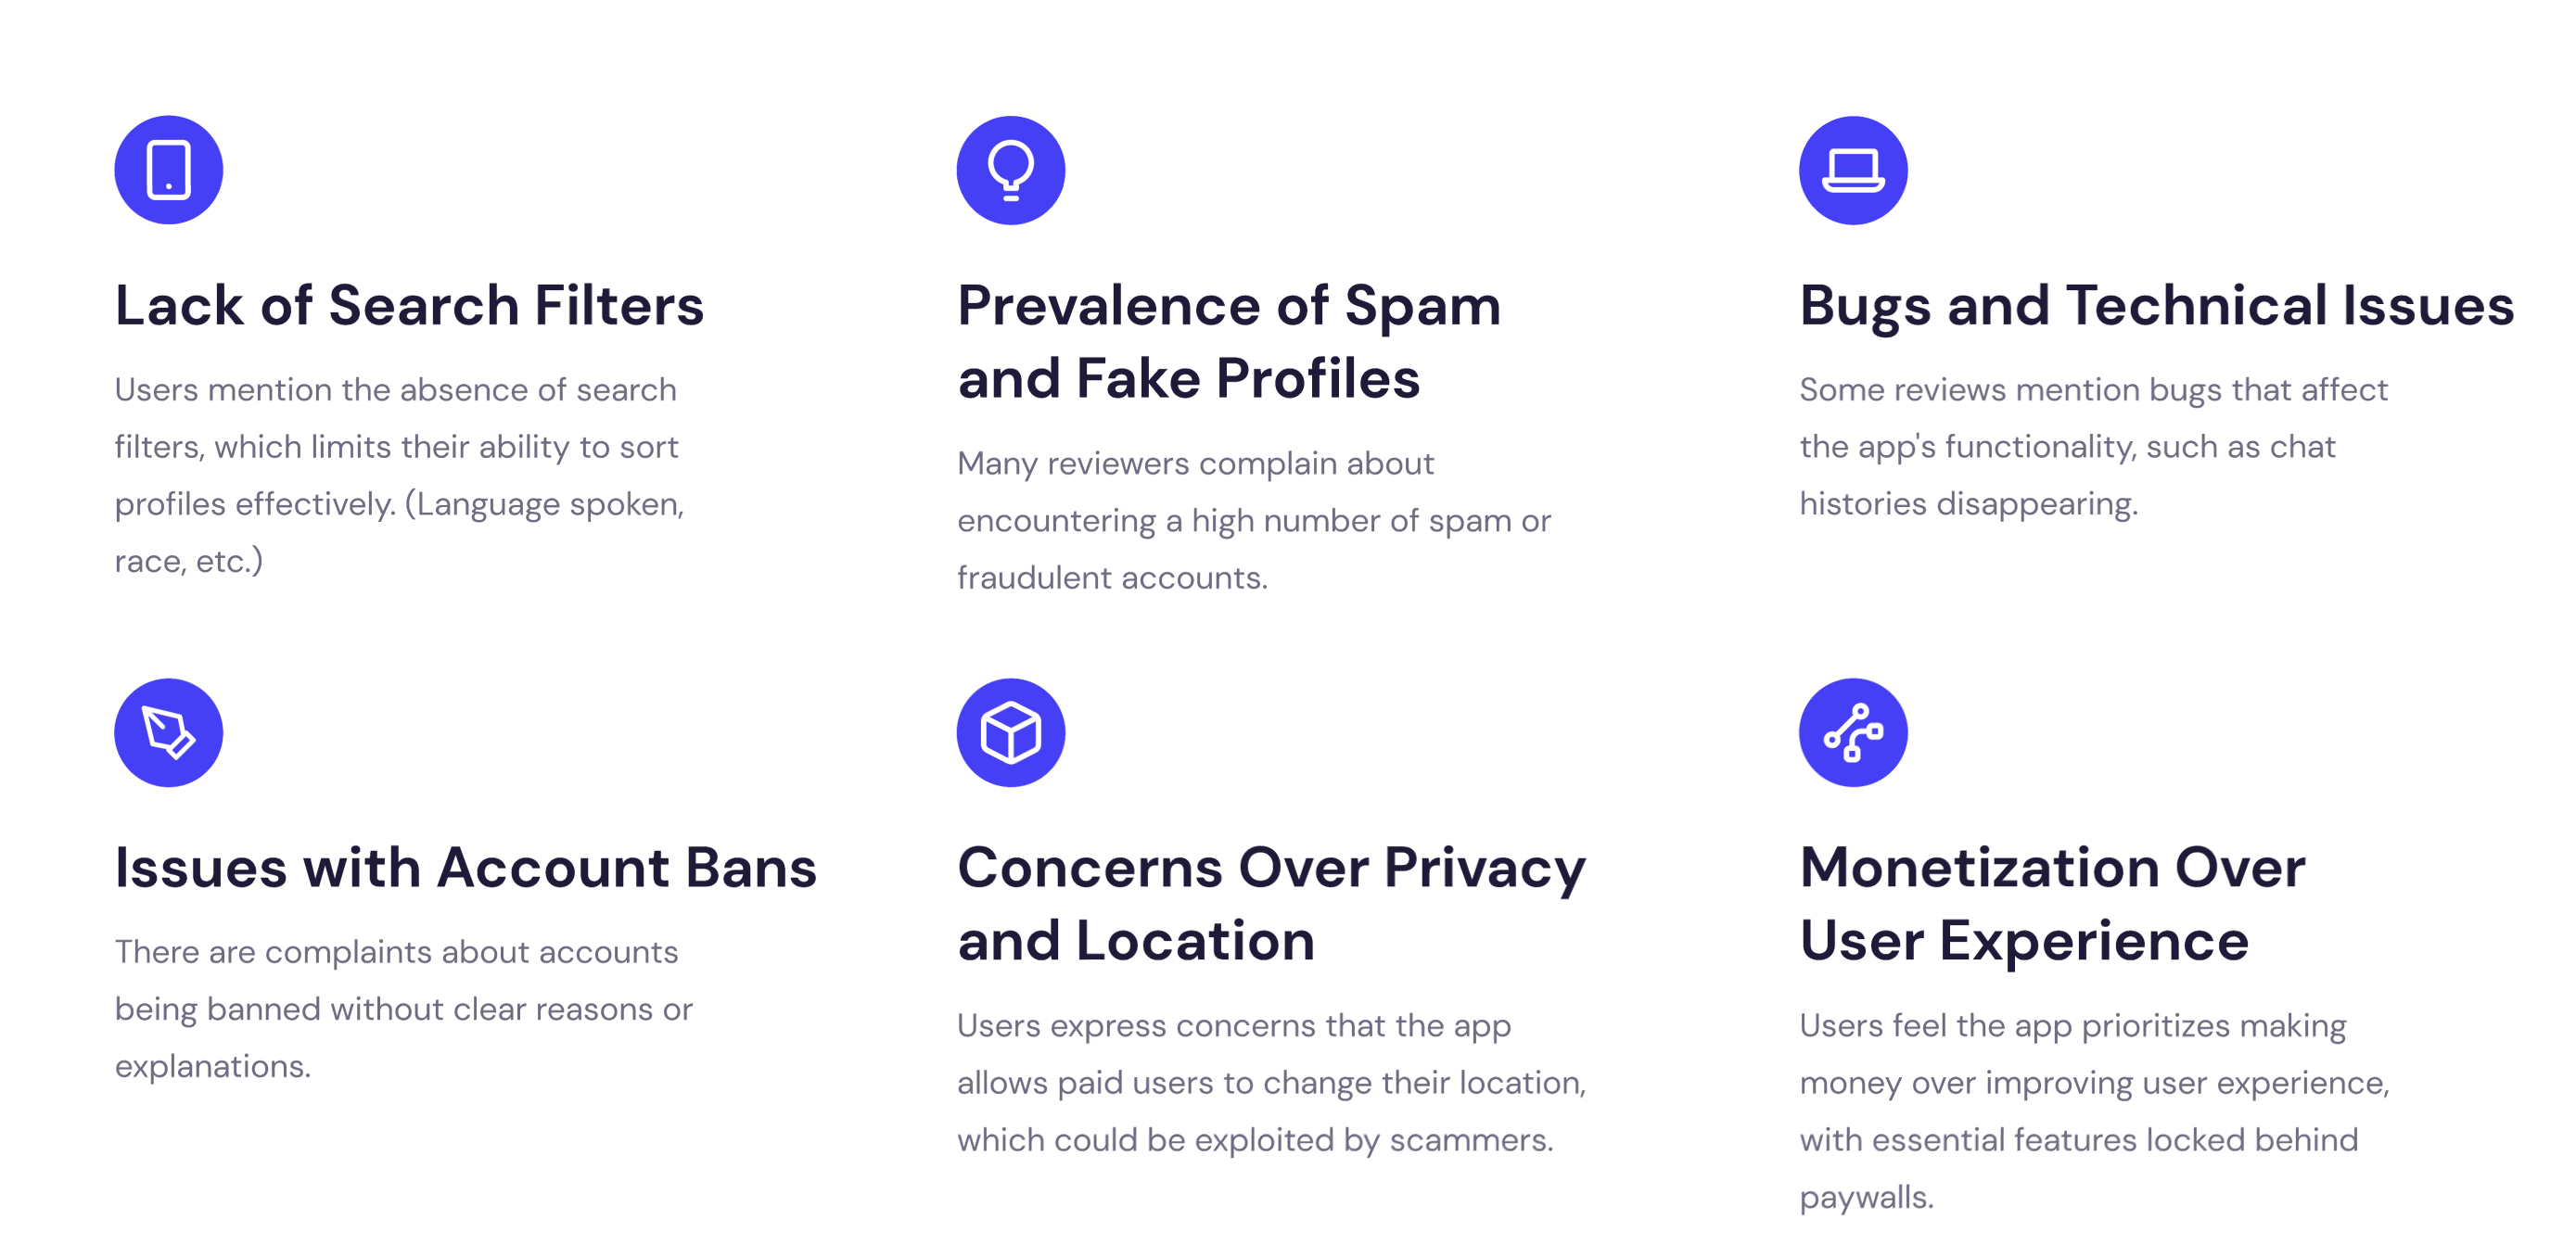 Lack of Search Filters
Users mention the absence of search
filters, which limits their ability to sort
profiles effectively. (Language spoken,
race, etc.)
Prevalence of Spam
and Fake Profiles
Many reviewers complain about
encountering a high number of spam or
fraudulent accounts.
Bugs and Technical Issues
Some reviews mention bugs that affect
the app's functionality, such as chat
histories disappearing.
Issues with Account Bans
There are complaints about accounts
being banned without clear reasons or
explanations.
Concerns Over Privacy
and Location
Users express concerns that the app
allows paid users to change their location,
which could be exploited by scammers.
Monetization Over
User Experience
Users feel the app prioritizes making
money over improving user experience,
with essential features locked behind
paywalls.